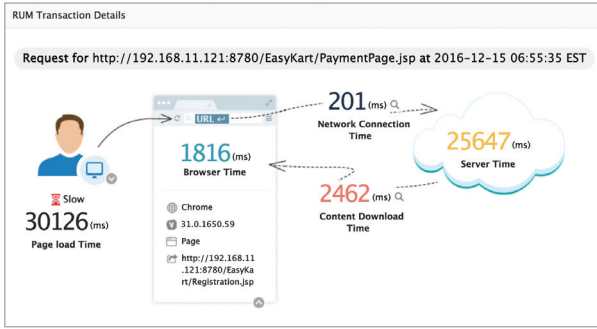 RUM Transaction Details
Request for http://192.168.11.121:8780/EasyKart/PaymentPage.jsp at 2016-12-15 06:55:35 EST
URL
201 (ms)
Network Connection
Time
25647 (ms)
Server Time
1816 (ms)
Browser Time
2462 (ms)
Content Download
Time
Slow
30126 (ms)
Page load Time
Chrome
V 31.0.1650.59
Page
http://192.168.11
.121:8780/EasyKa
rt/Registration.jsp